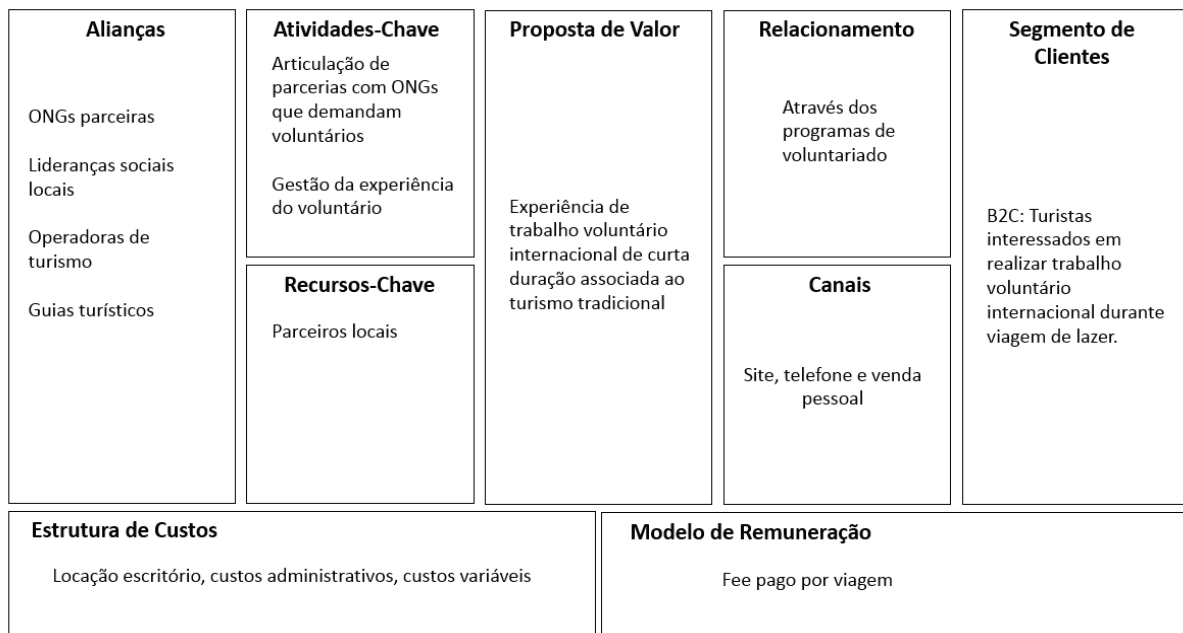 Alianças
ONGs parceiras
Lideranças sociais
locais
Operadoras de
turismo
Guias turísticos
Atividades-Chave
Articulação de
parcerias com ONGs
que demandam
voluntários
Gestão da experiência
do voluntário
Recursos-Chave
Parceiros locais
Proposta de Valor
Experiência de
trabalho voluntário
internacional de curta
duração associada ao
turismo tradicional
Relacionamento
Através dos
programas de
voluntariado
Canais
Site, telefone e venda
pessoal
Segmento de
Clientes
B2C: Turistas
interessados em
realizar trabalho
voluntário
internacional durante
viagem de lazer.
Estrutura de Custos
Locação escritório, custos administrativos, custos variáveis
Modelo de Remuneração
Fee pago por viagem